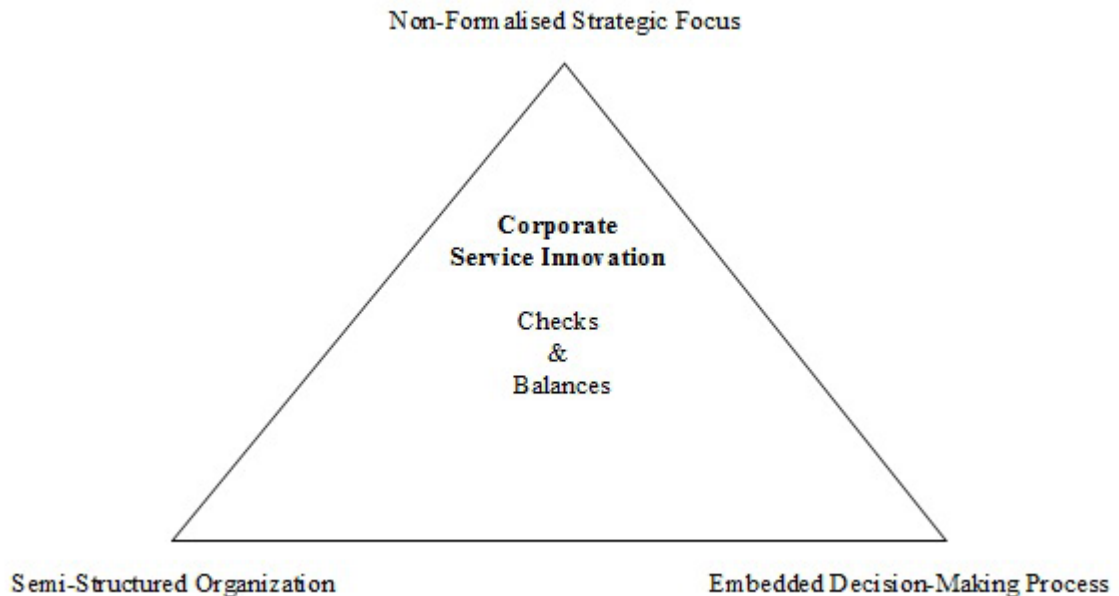 Non-Formalised Strategic Focus
Corporate
Service Innovation
Checks
&
Balances
Semi-Structured Organization
Embedded Decision-Making Process